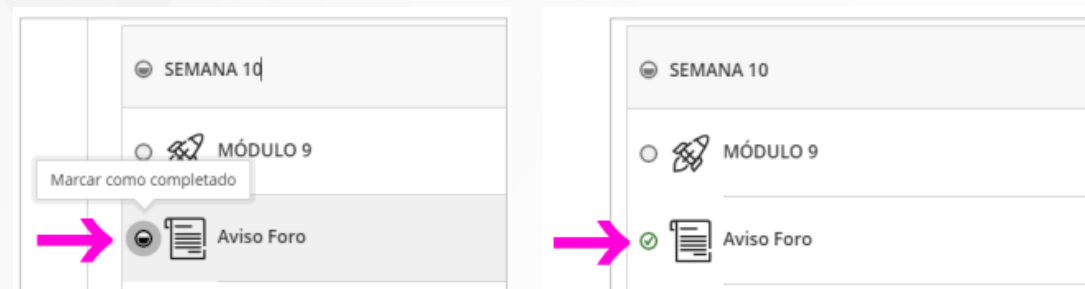 SEMANA 10
MÓDULO 9
Marcar como completado
Aviso Foro
SEMANA 10
MÓDULO 9
Aviso Foro